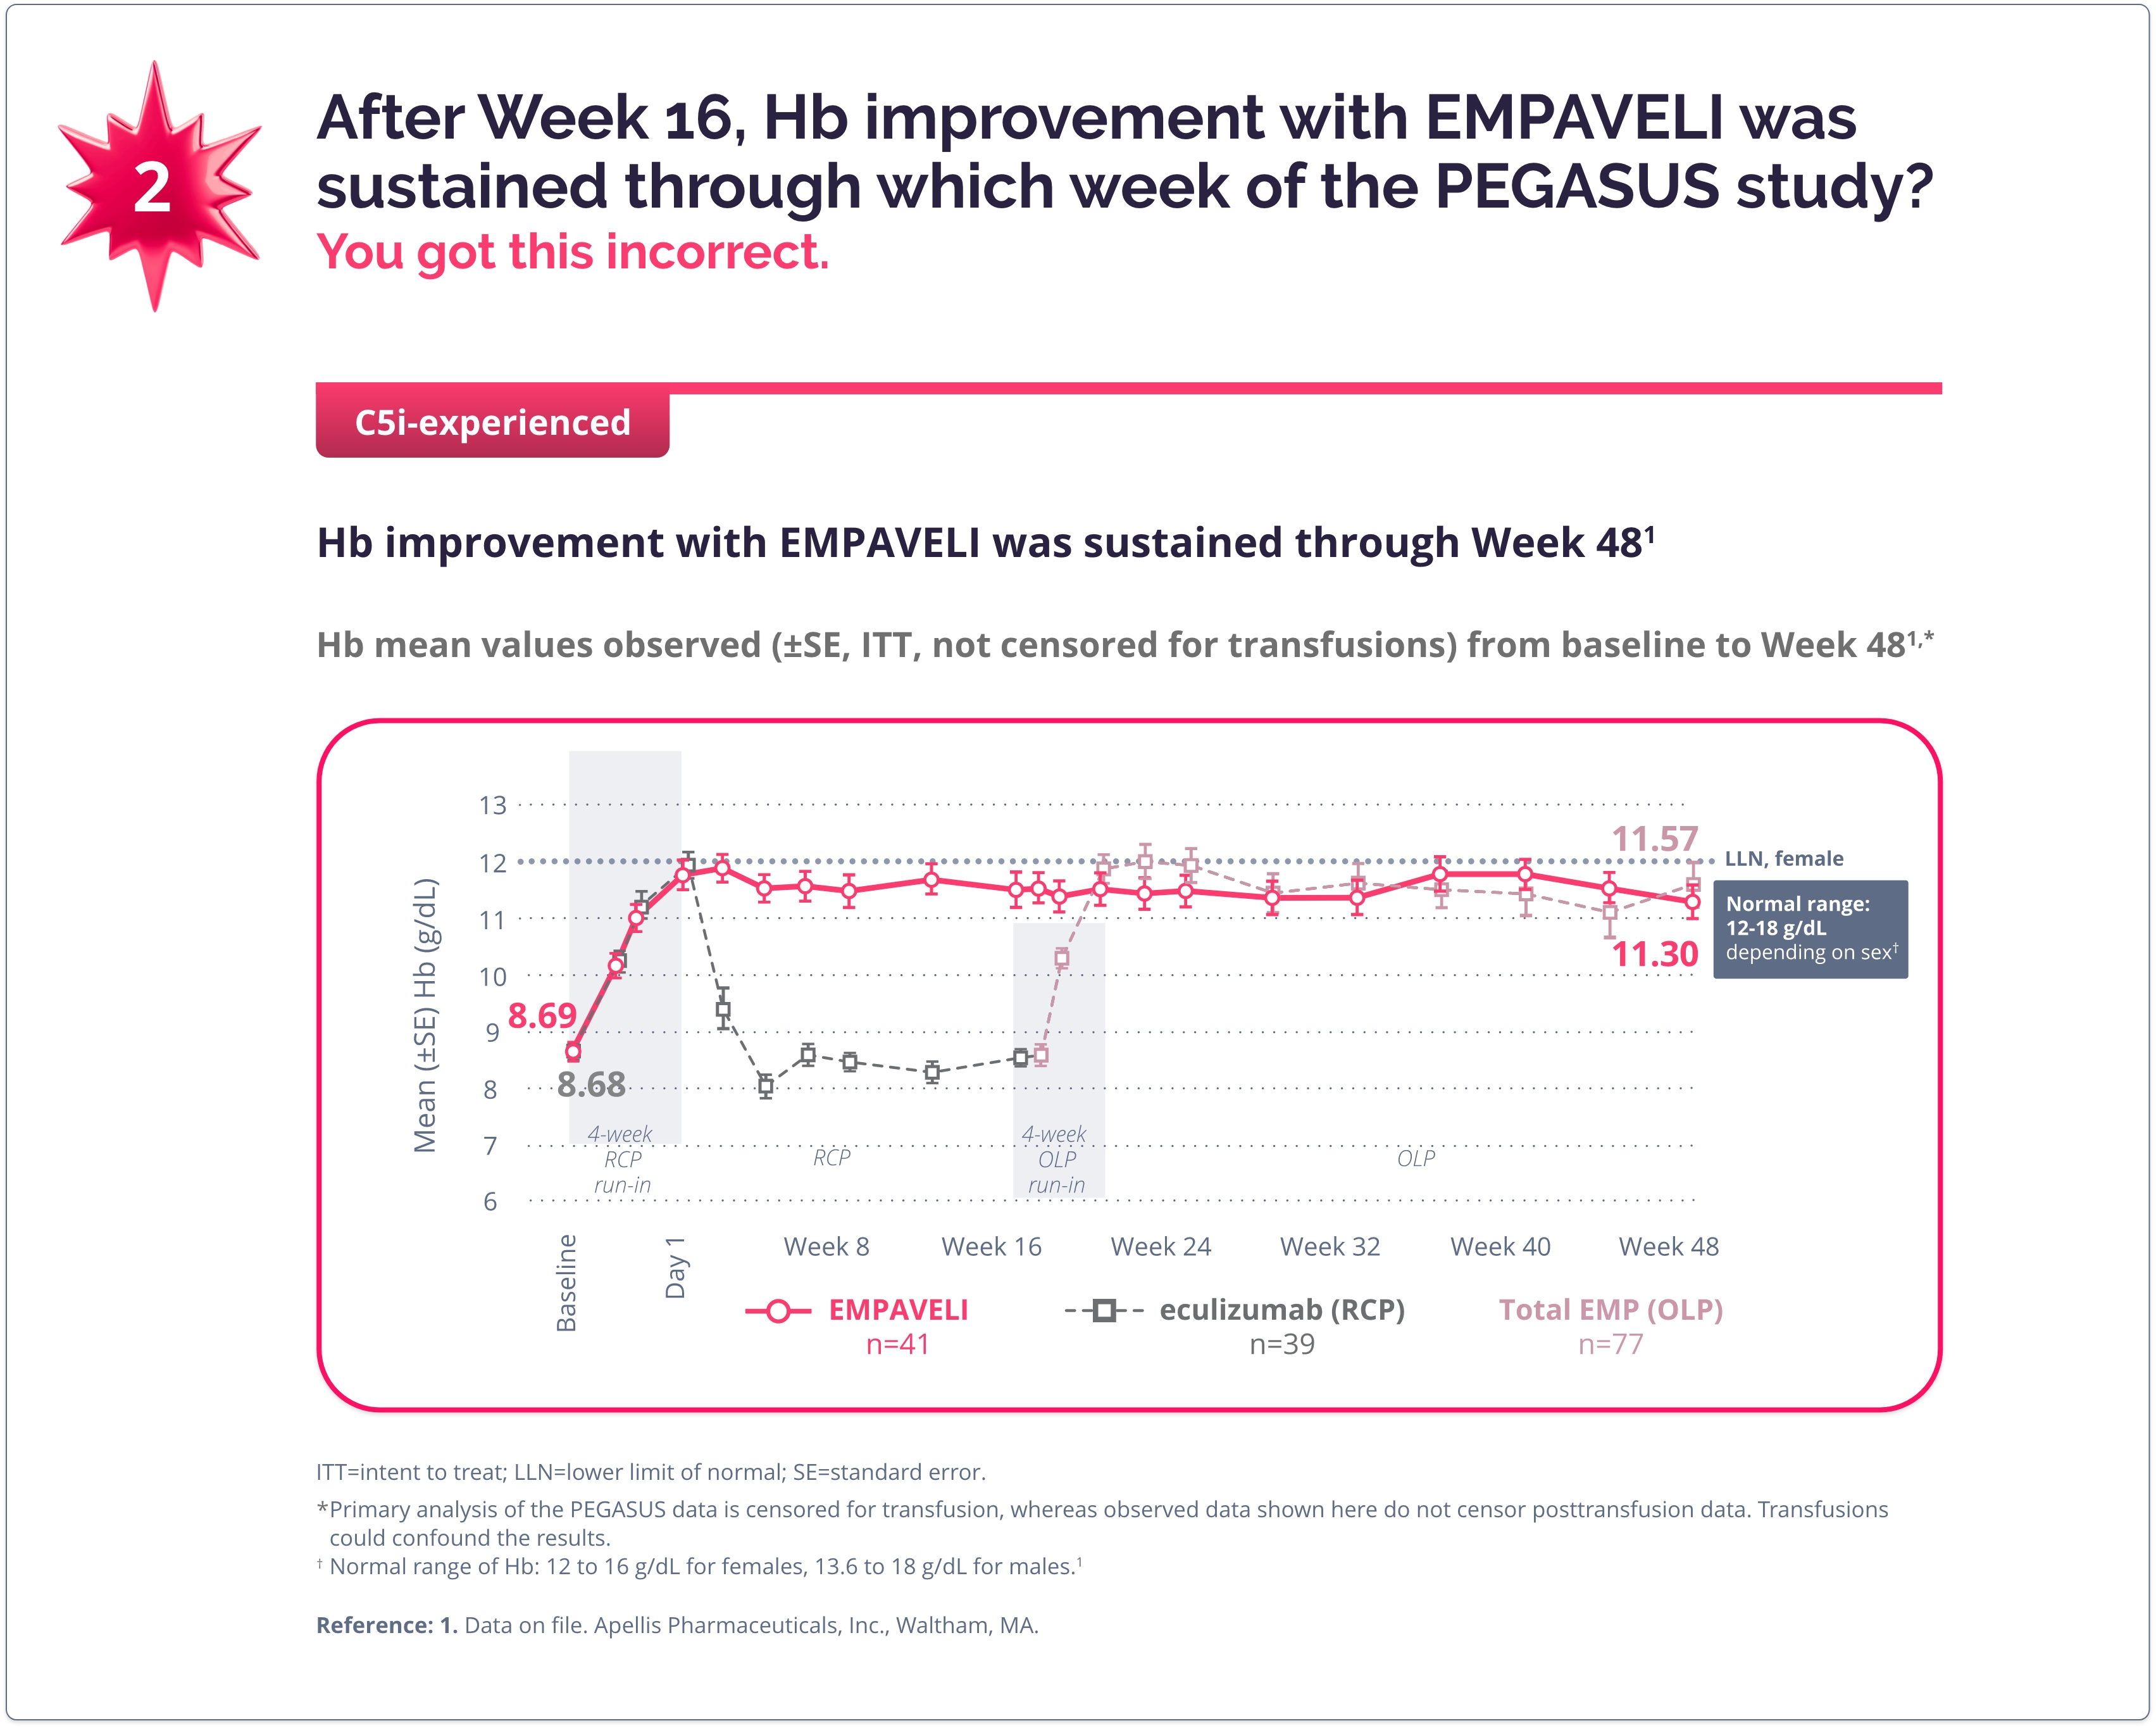 2
After Week 16, Hb improvement with EMPAVELI was
sustained through which week of the PEGASUS study?
You got this incorrect.
C5i-experienced
Hb improvement with EMPAVELI was sustained through Week 48¹
Hb mean values observed (±SE, ITT, not censored for transfusions) from baseline to Week 48¹,*
Mean (±SE) Hb (g/dL)
13
12
11
10
9
8
7
6
8.69
8.68
11.57
11.30
LLN, female
Normal range:
12-18 g/dL
depending on sex†
4-week
RCP
run-in
RCP
4-week
OLP
run-in
OLP
Baseline
Day 1
Week 8
Week 16
Week 24
Week 32
Week 40
Week 48
EMPAVELI
n=41
eculizumab (RCP)
n=39
Total EMP (OLP)
n=77
ITT=intent to treat; LLN=lower limit of normal; SE=standard error.
*Primary analysis of the PEGASUS data is censored for transfusion, whereas observed data shown here do not censor posttransfusion data. Transfusions
could confound the results.
† Normal range of Hb: 12 to 16 g/dL for females, 13.6 to 18 g/dL for males.¹
Reference: 1. Data on file. Apellis Pharmaceuticals, Inc., Waltham, MA.